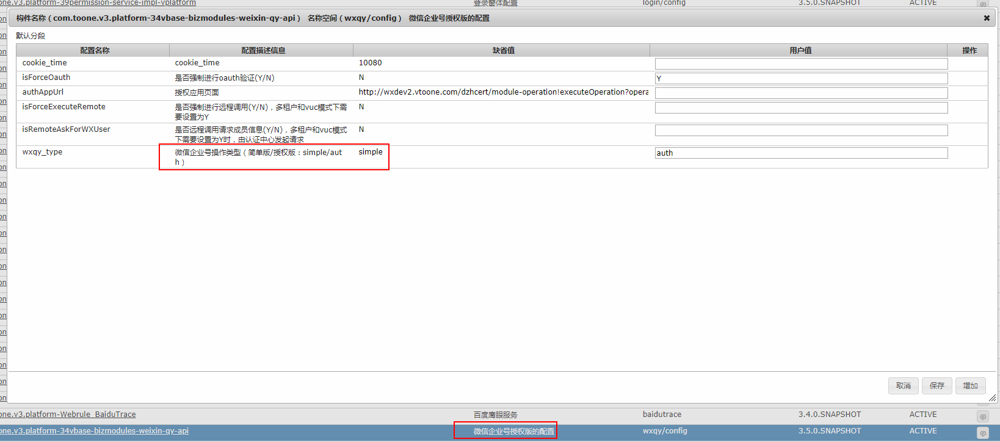 one.v3.platform-39permission-service-impl-vplatform 登录窗体配置 login/config 3.5.0.SNAPSHOT ACTIVE
构件名称（com.toone.v3.platform-34vbase-bizmodules-weixin-qy-api） 名称空间（wxqy/config） 微信企业号授权版的配置
默认分段
配置名称 配置描述信息 缺省值 用户值 操作
cookie_time cookie_time 10080
isForceOauth 是否强制进行oauth验证(Y/N) N Y
authAppUrl 授权应用页面 http://wxdev2.vtoone.com/dzhcert/module-operation!executeOperation?opera
isForceExecuteRemote 是否强制进行远程调用(Y/N)，多租户和vuc模式下需 N
要设置为Y
isRemoteAskForWXUser 是否远程调用请求成员信息(Y/N)，多租户和vuc模式 N
下需要设置为Y时，由认证中心发起请求
wxqy_type 微信企业号操作类型（简单版/授权版：simple/aut simple auth
h）
取消 保存 增加
one.v3.platform-Webrule_BaiduTrace 百度鹰眼服务 baidutrace 3.4.0.SNAPSHOT ACTIVE
one.v3.platform-34vbase-bizmodules-weixin-qy-api 微信企业号授权版的配置 wxqy/config 3.5.0.SNAPSHOT ACTIVE